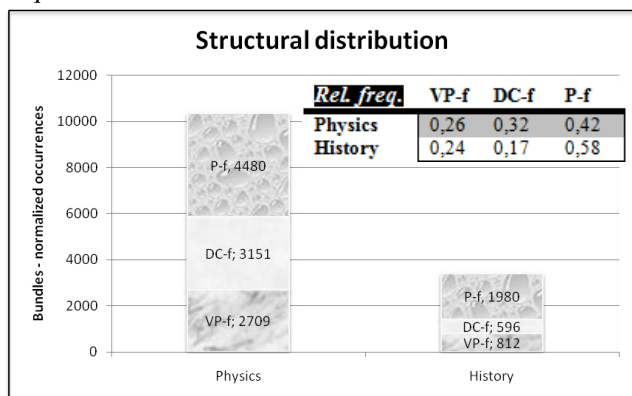 Structural distribution
Bundles - normalized occurrences
12000
10000
8000
6000
4000
2000
0
Rel. freq. VP-f DC-f P-f
Physics 0,26 0,32 0,42
History 0,24 0,17 0,58
P-f, 4480
DC-f; 3151
VP-f; 2709
P-f, 1980
DC-f; 596
VP-f; 812
Physics History